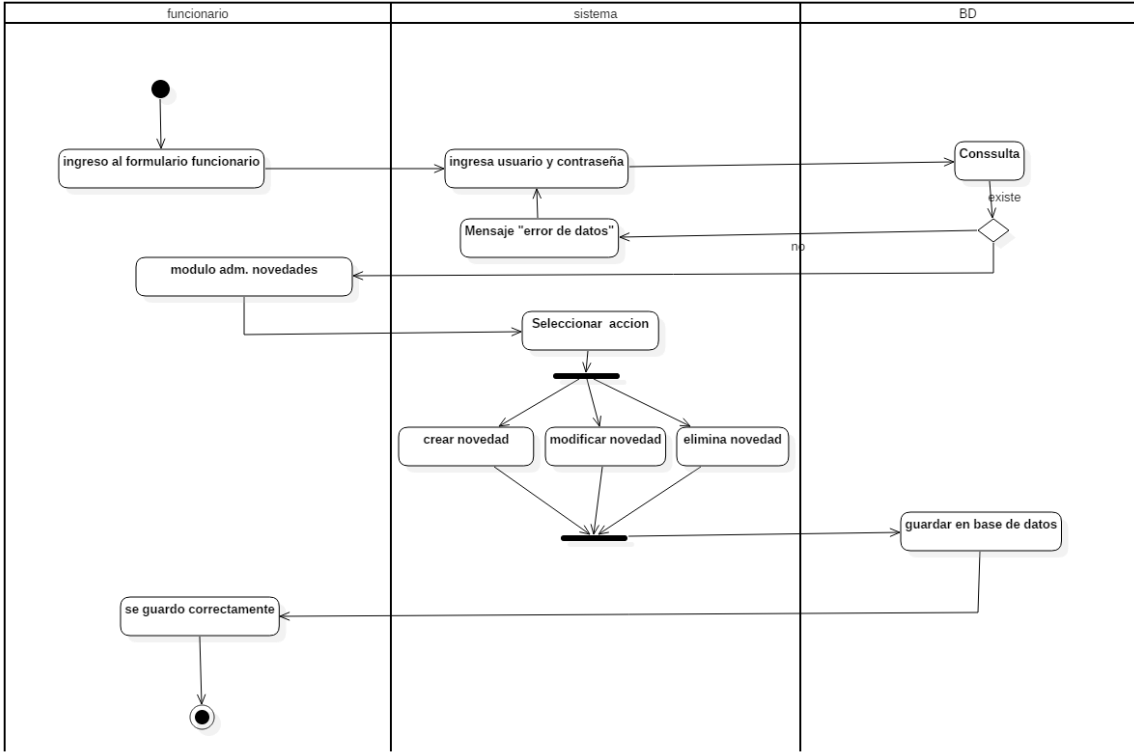 funcionario
sistema
BD
ingreso al formulario funcionario
ingresa usuario y contraseña
Conssulta
existe
Mensaje "error de datos"
no
modulo adm. novedades
Seleccionar accion
crear novedad
modificar novedad
elimina novedad
guardar en base de datos
se guardo correctamente